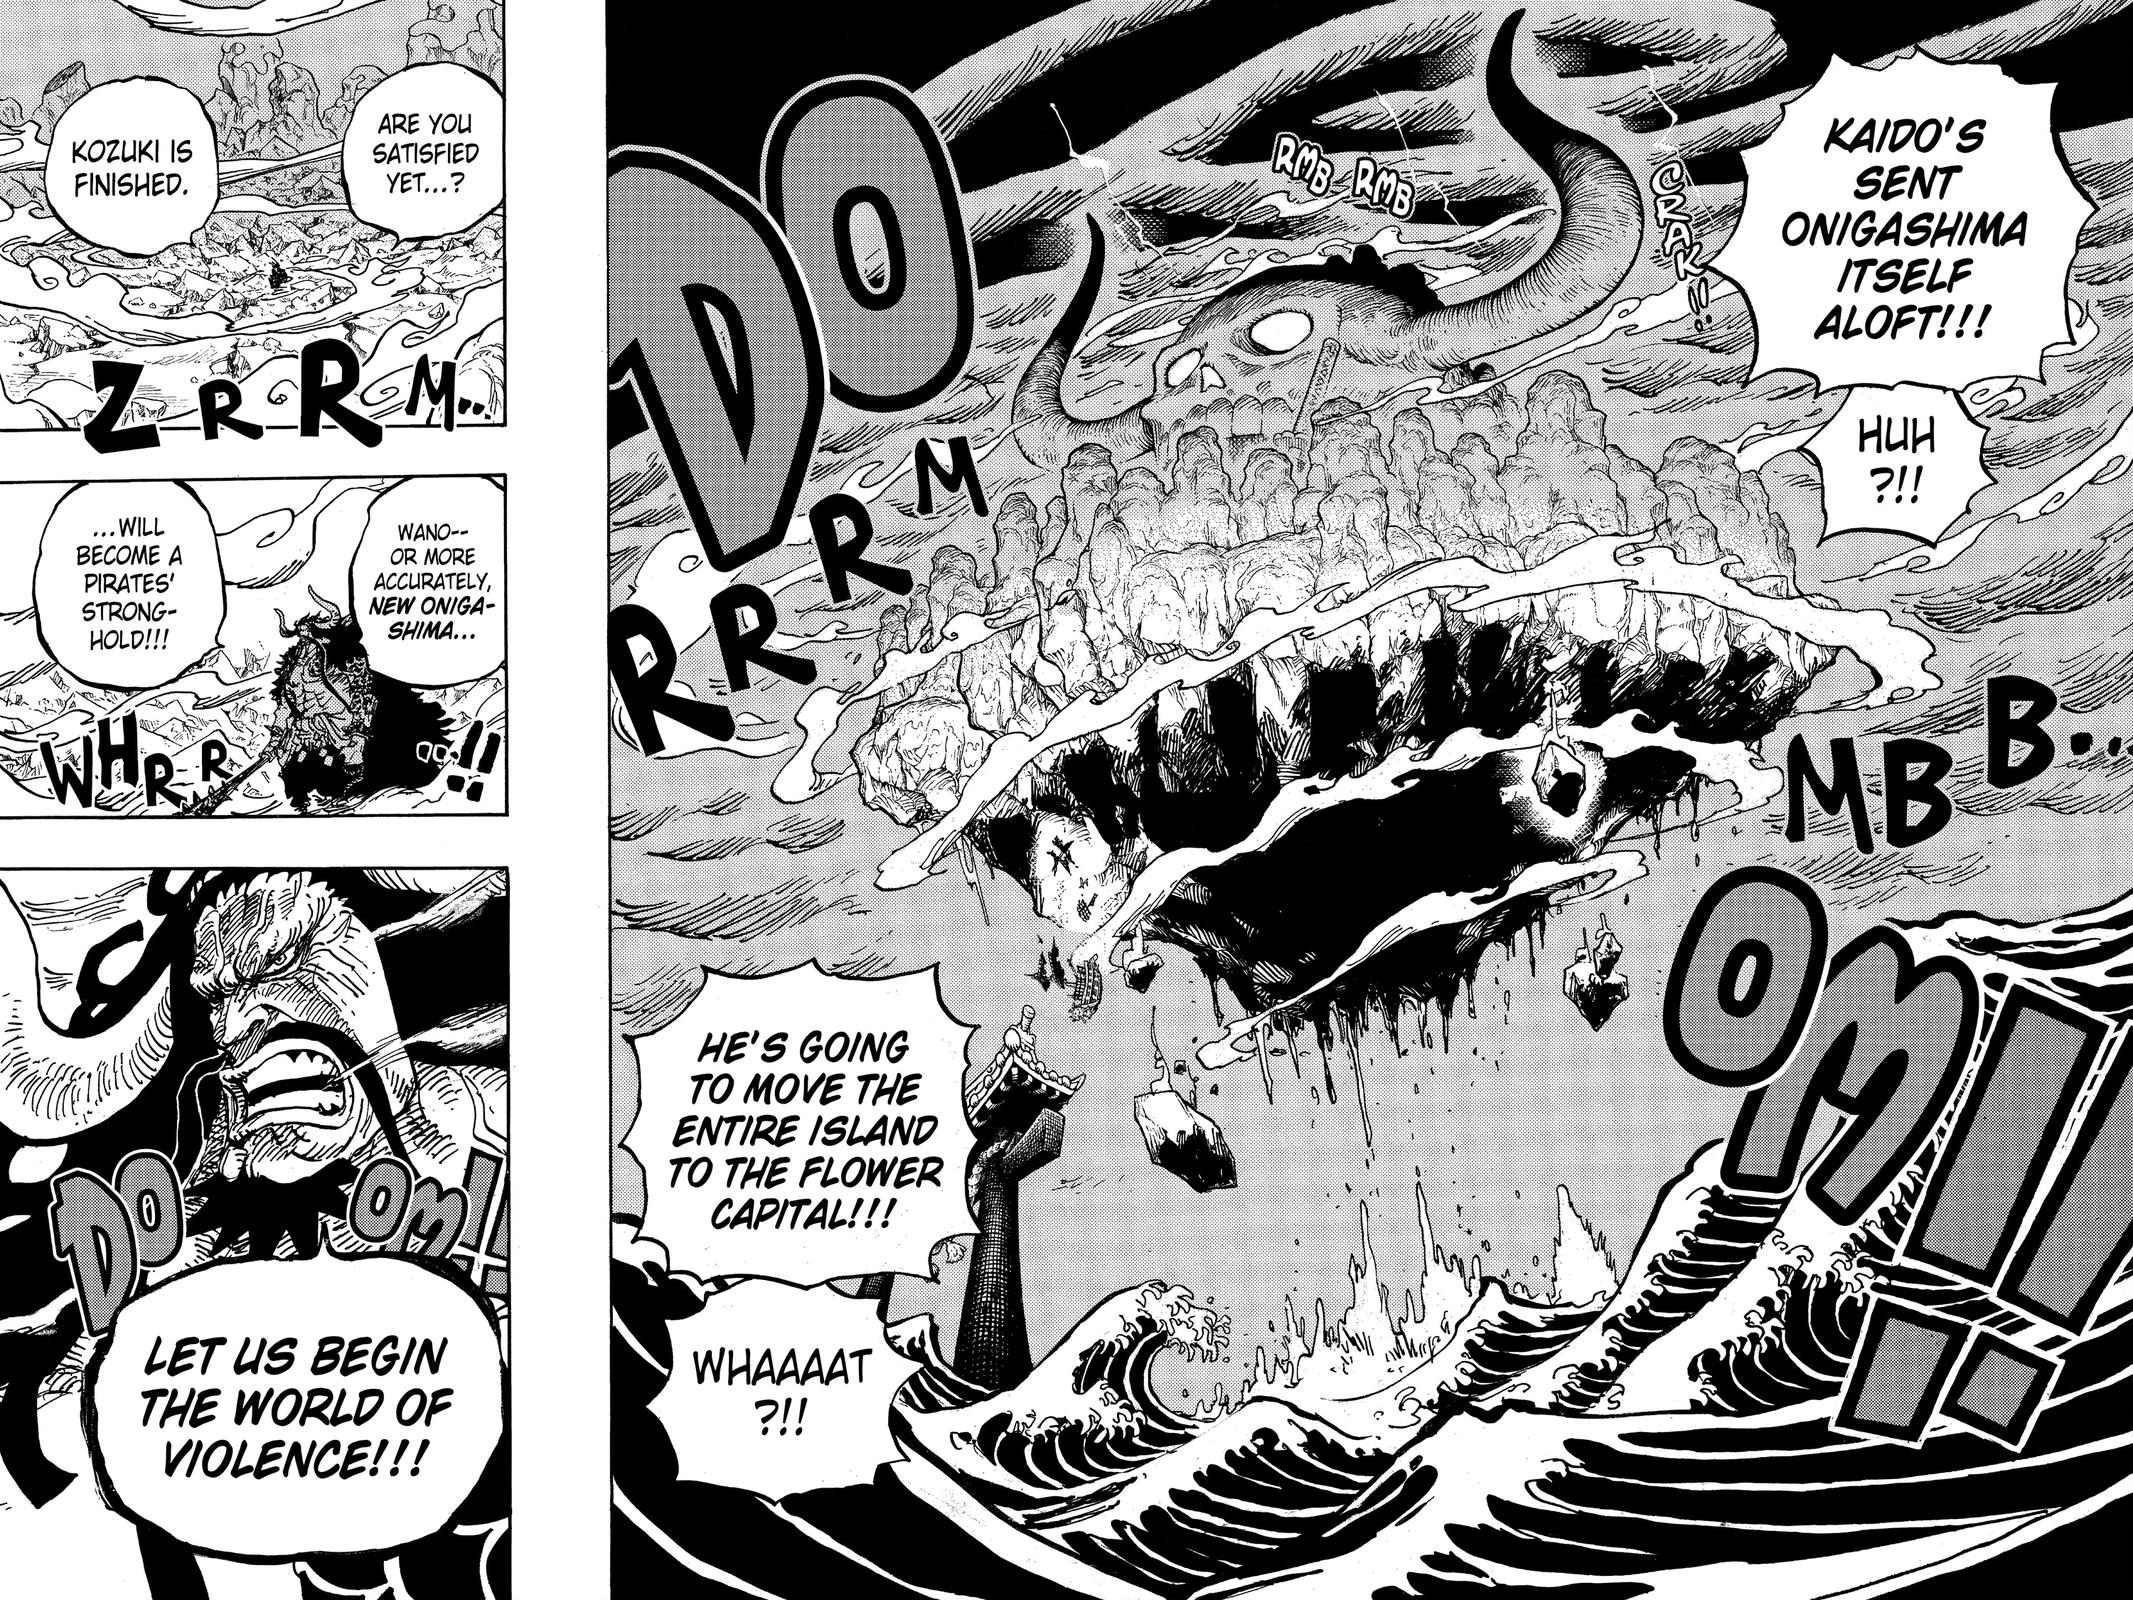 KAIDO'S
SENT
ONIGASHIMA
ITSELF
ALOFT!!!
HUH
?!!
CRAK!!
RMB RMB
DO
OM!!
RRRRM
MBB...
HE'S GOING
TO MOVE THE
ENTIRE ISLAND
TO THE FLOWER
CAPITAL!!!
WHAAAAT
?!!
ARE YOU
SATISFIED
YET...?
KOZUKI IS
FINISHED.
ZRRM...
WANO--
OR MORE
ACCURATELY,
NEW ONIGA-
SHIMA...
...WILL
BECOME A
PIRATES'
STRONG-
HOLD!!!
WHRR
!!
DO
OM!!
LET US BEGIN
THE WORLD OF
VIOLENCE!!!